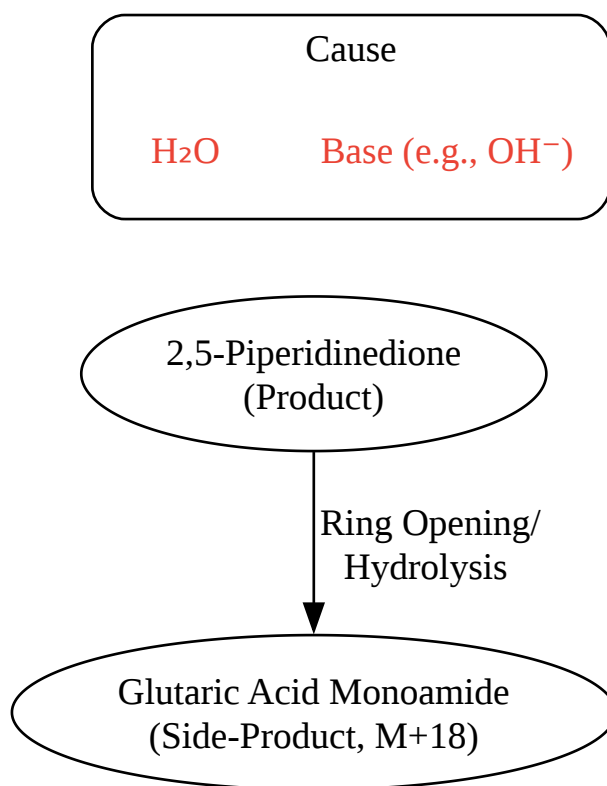 Cause
H₂O Base (e.g., OH⁻)
2,5-Piperidinedione
(Product)
Ring Opening/
Hydrolysis
Glutaric Acid Monoamide
(Side-Product, M+18)